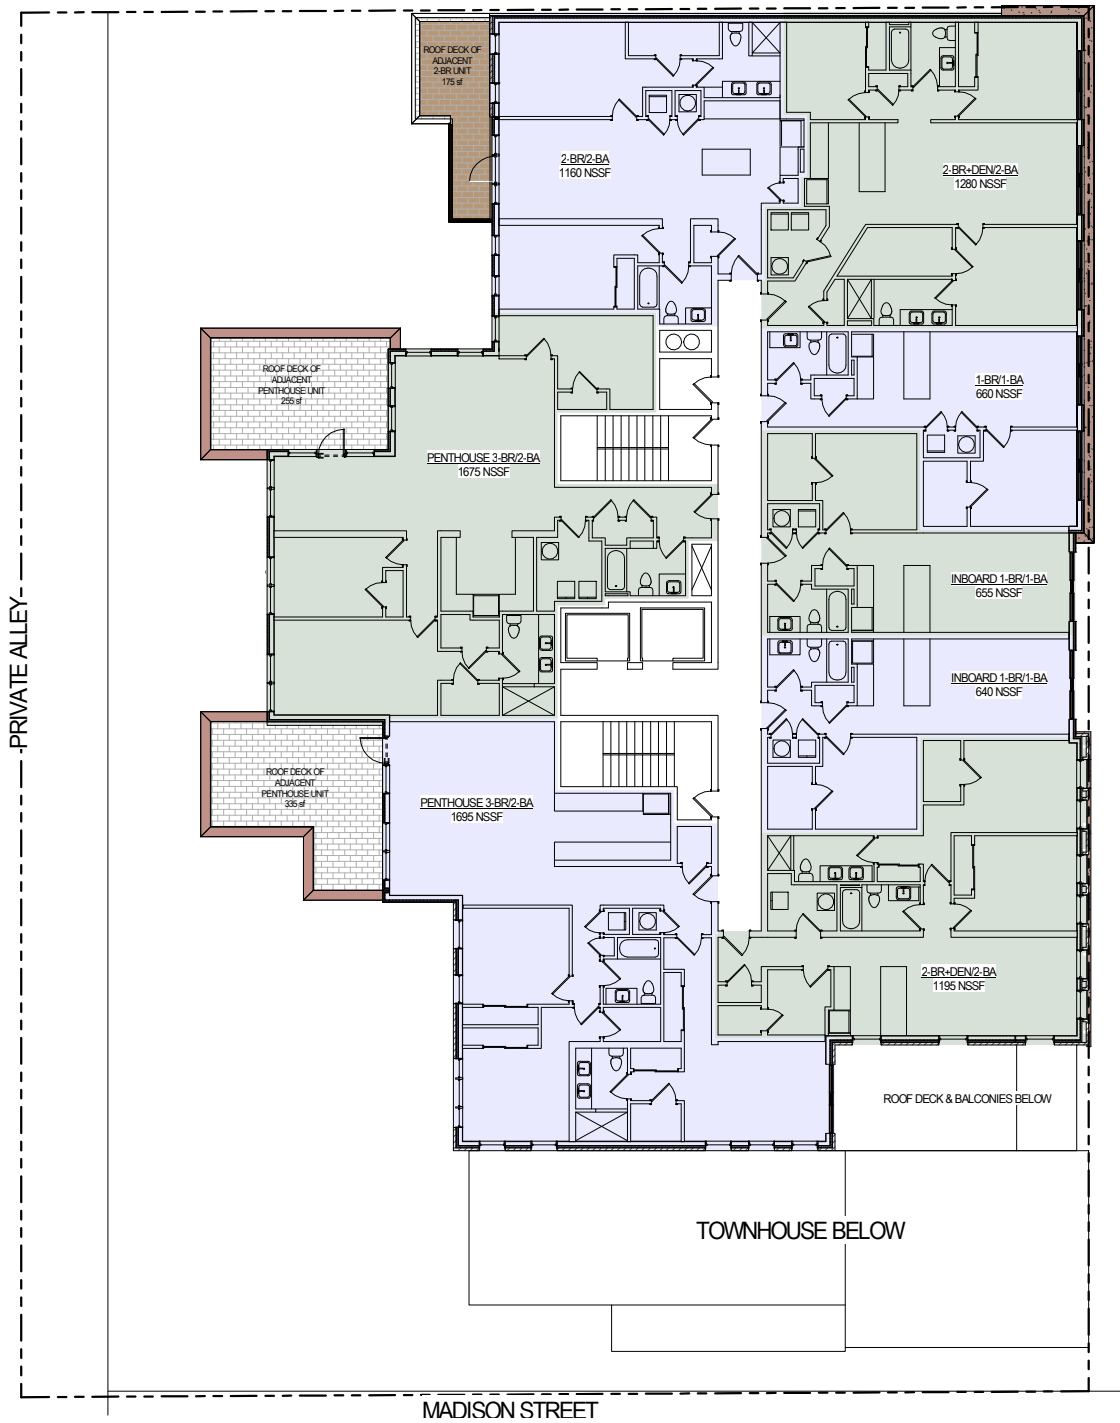 ROOF DECK OF
ADJACENT
2-BR UNIT
175 sf
2-BR/2-BA
1160 NSSF
2-BR+DEN/2-BA
1280 NSSF
ROOF DECK OF
ADJACENT
PENTHOUSE UNIT
255 sf
1-BR/1-BA
660 NSSF
PENTHOUSE 3-BR/2-BA
1675 NSSF
INBOARD 1-BR/1-BA
655 NSSF
PRIVATE ALLEY
INBOARD 1-BR/1-BA
640 NSSF
ROOF DECK OF
ADJACENT
PENTHOUSE UNIT
335 sf
PENTHOUSE 3-BR/2-BA
1695 NSSF
2-BR+DEN/2-BA
1195 NSSF
ROOF DECK & BALCONIES BELOW
TOWNHOUSE BELOW
MADISON STREET